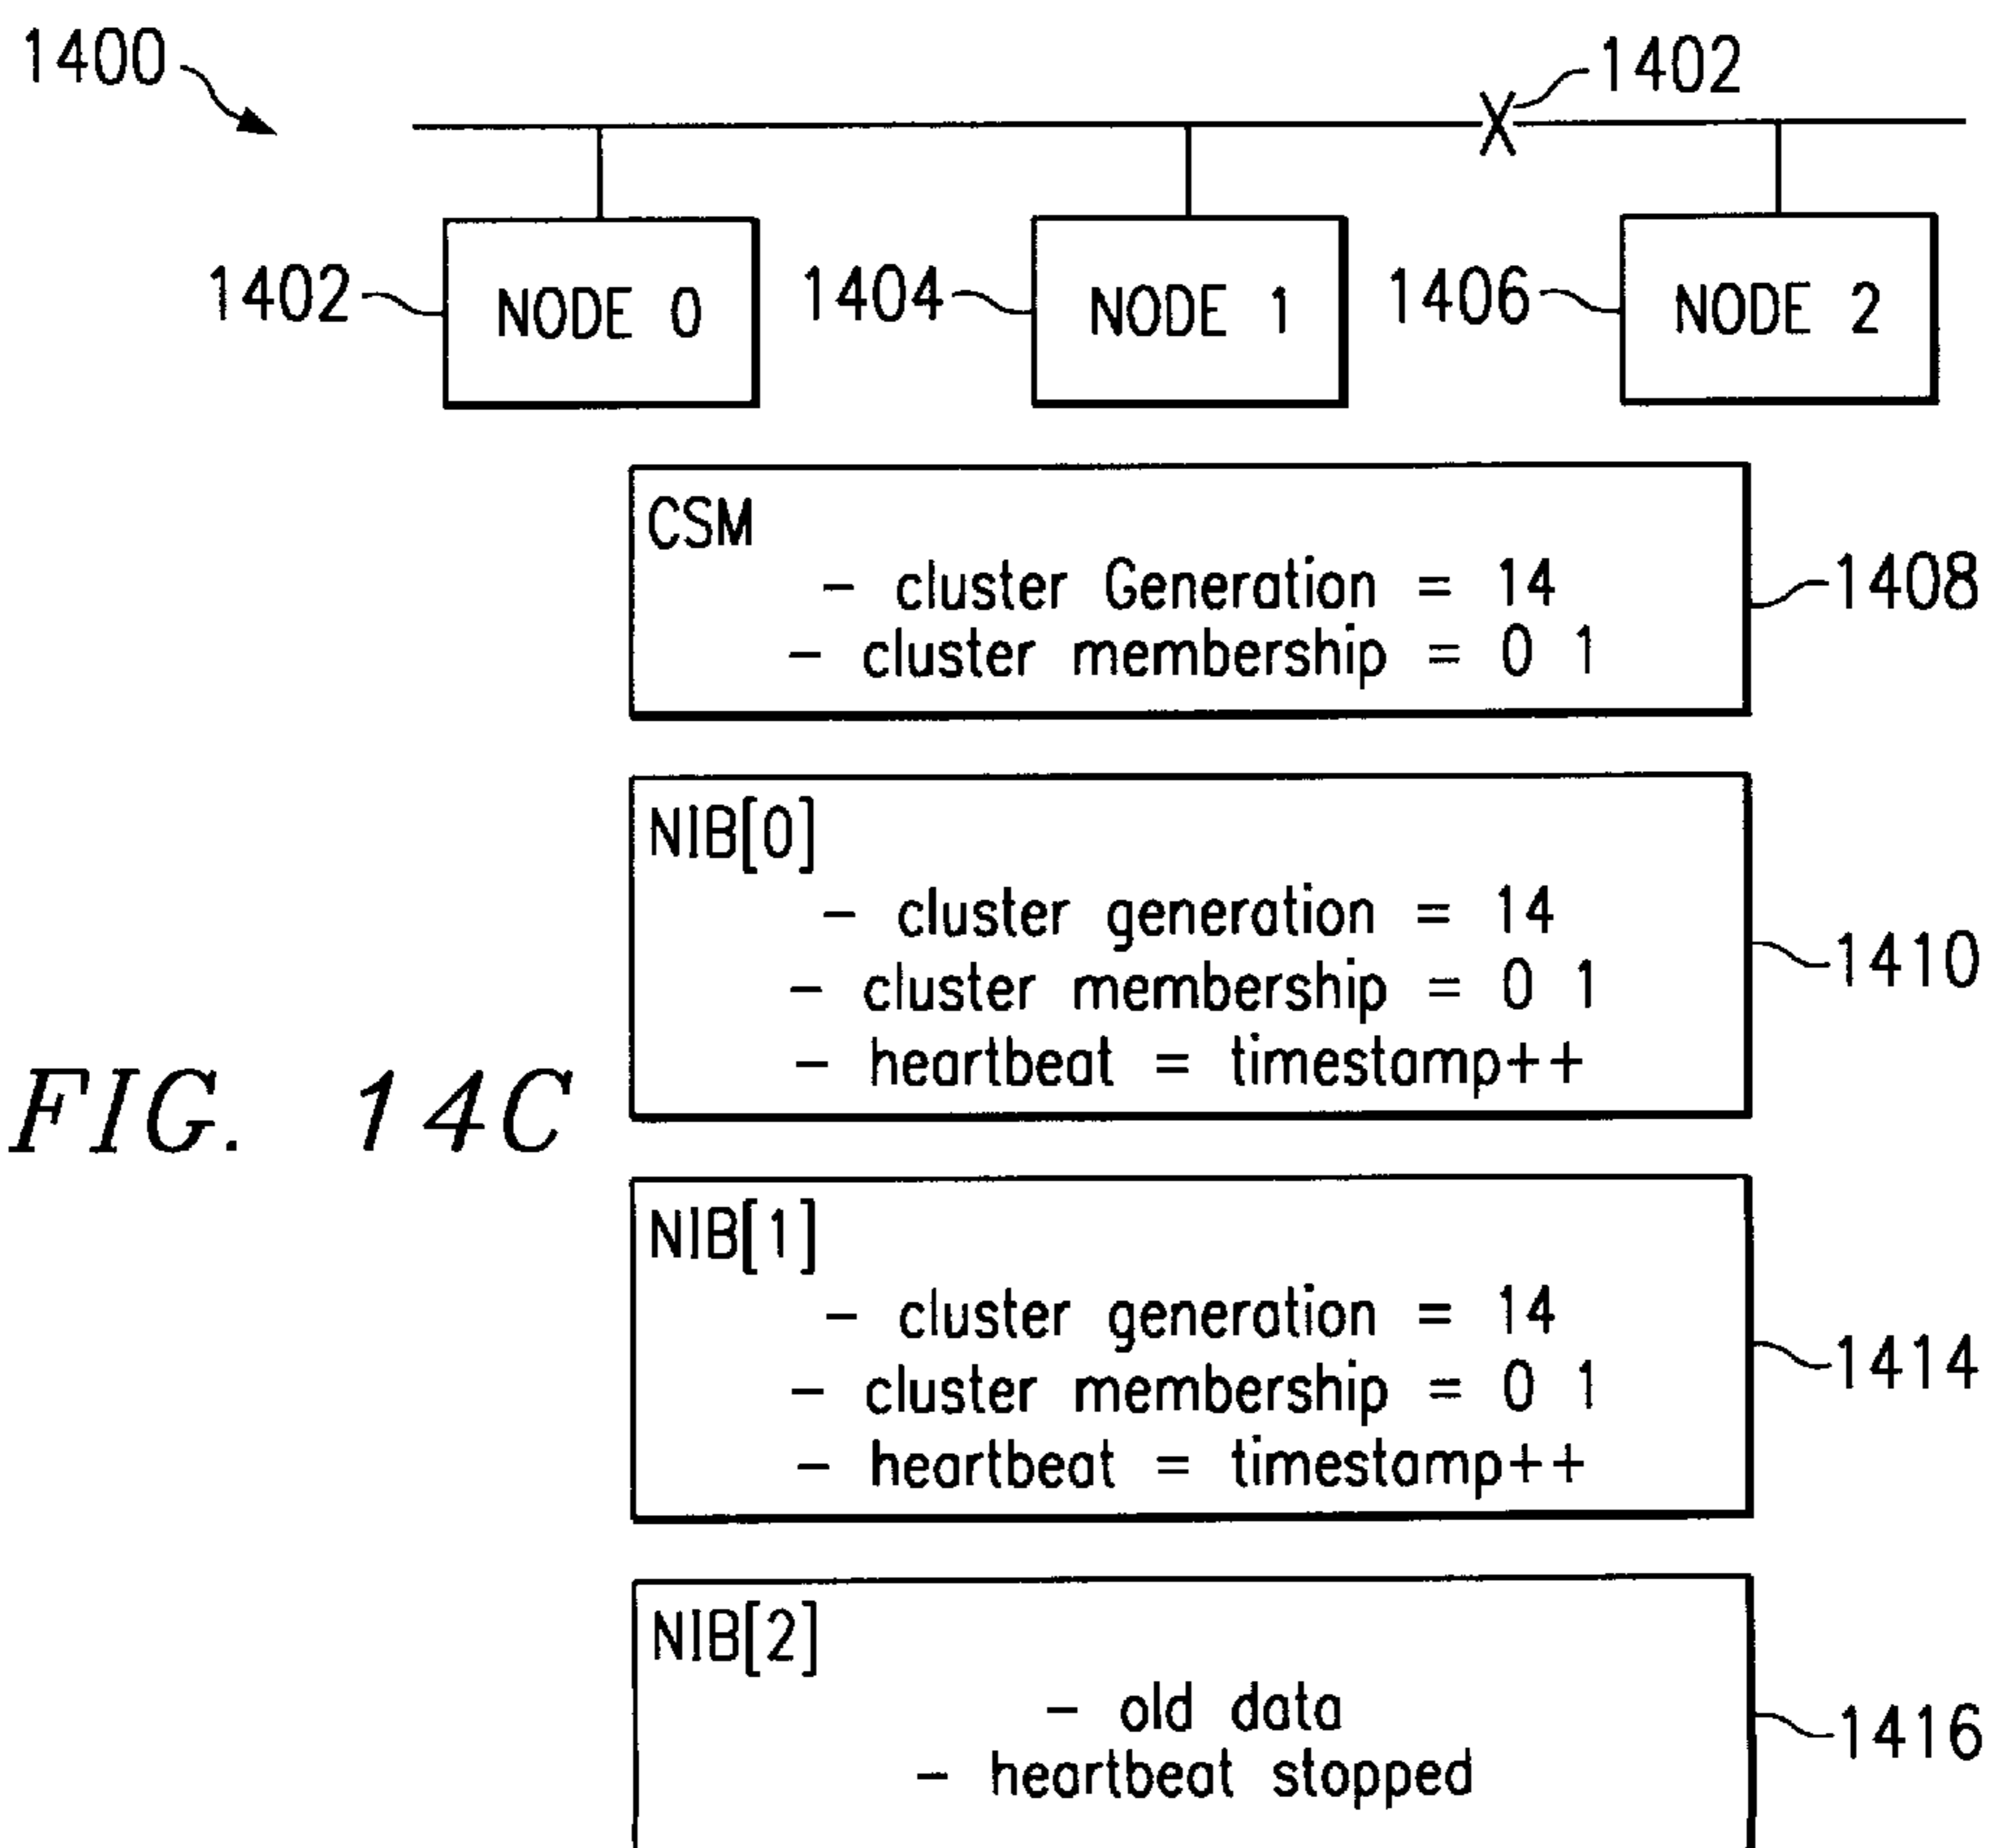 1400
1402
1402
NODE 0
1404
NODE 1
1406
NODE 2
CSM
- cluster Generation = 14
- cluster membership = 0 1
1408
NIB[0]
- cluster generation = 14
- cluster membership = 0 1
- heartbeat = timestamp++
1410
FIG. 14C
NIB[1]
- cluster generation = 14
- cluster membership = 0 1
- heartbeat = timestamp++
1414
NIB[2]
- old data
- heartbeat stopped
1416